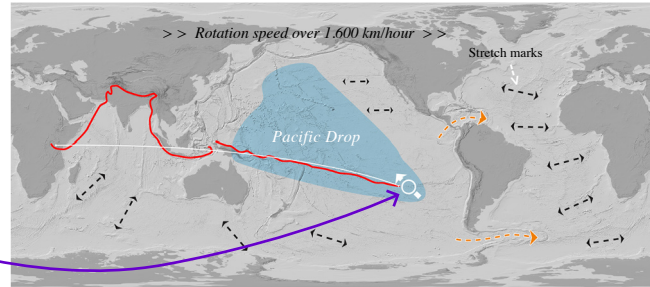 > > Rotation speed over 1.600 km/hour > >
Stretch marks
Pacific Drop